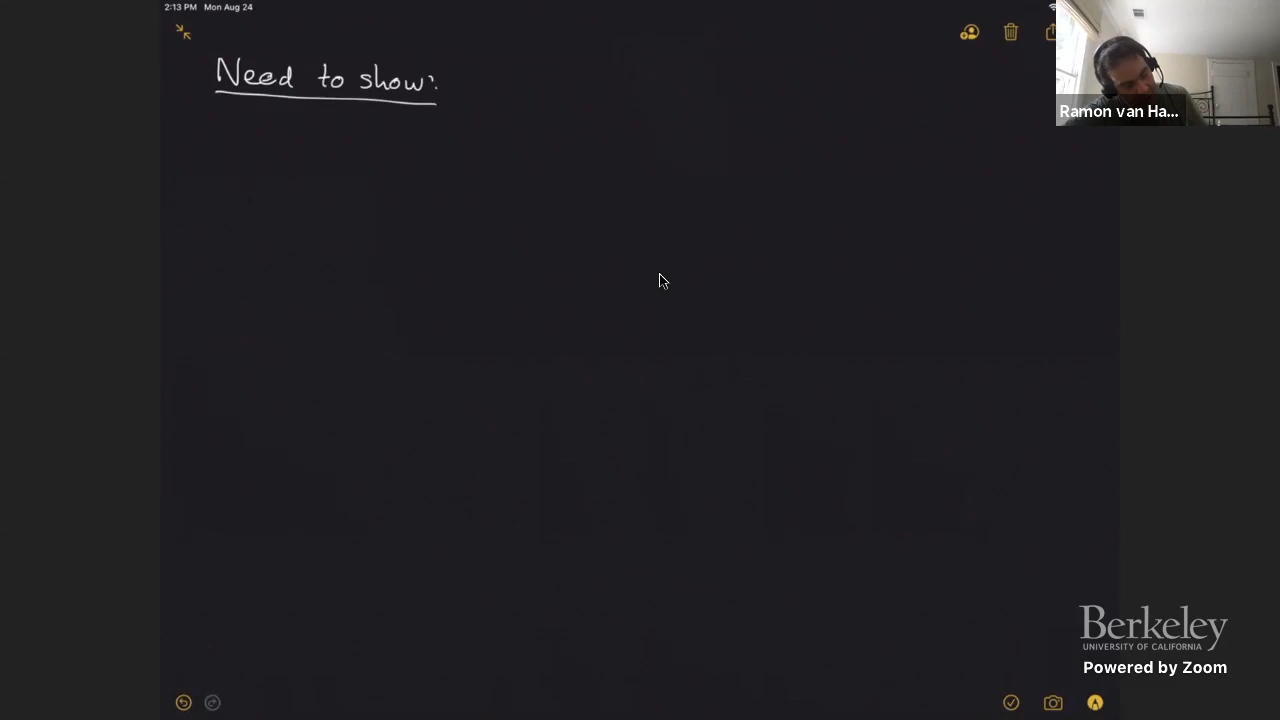 2:13 PM Mon Aug 24
Need to show:
Ramon van Ha...
Berkeley
UNIVERSITY OF CALIFORNIA
Powered by Zoom